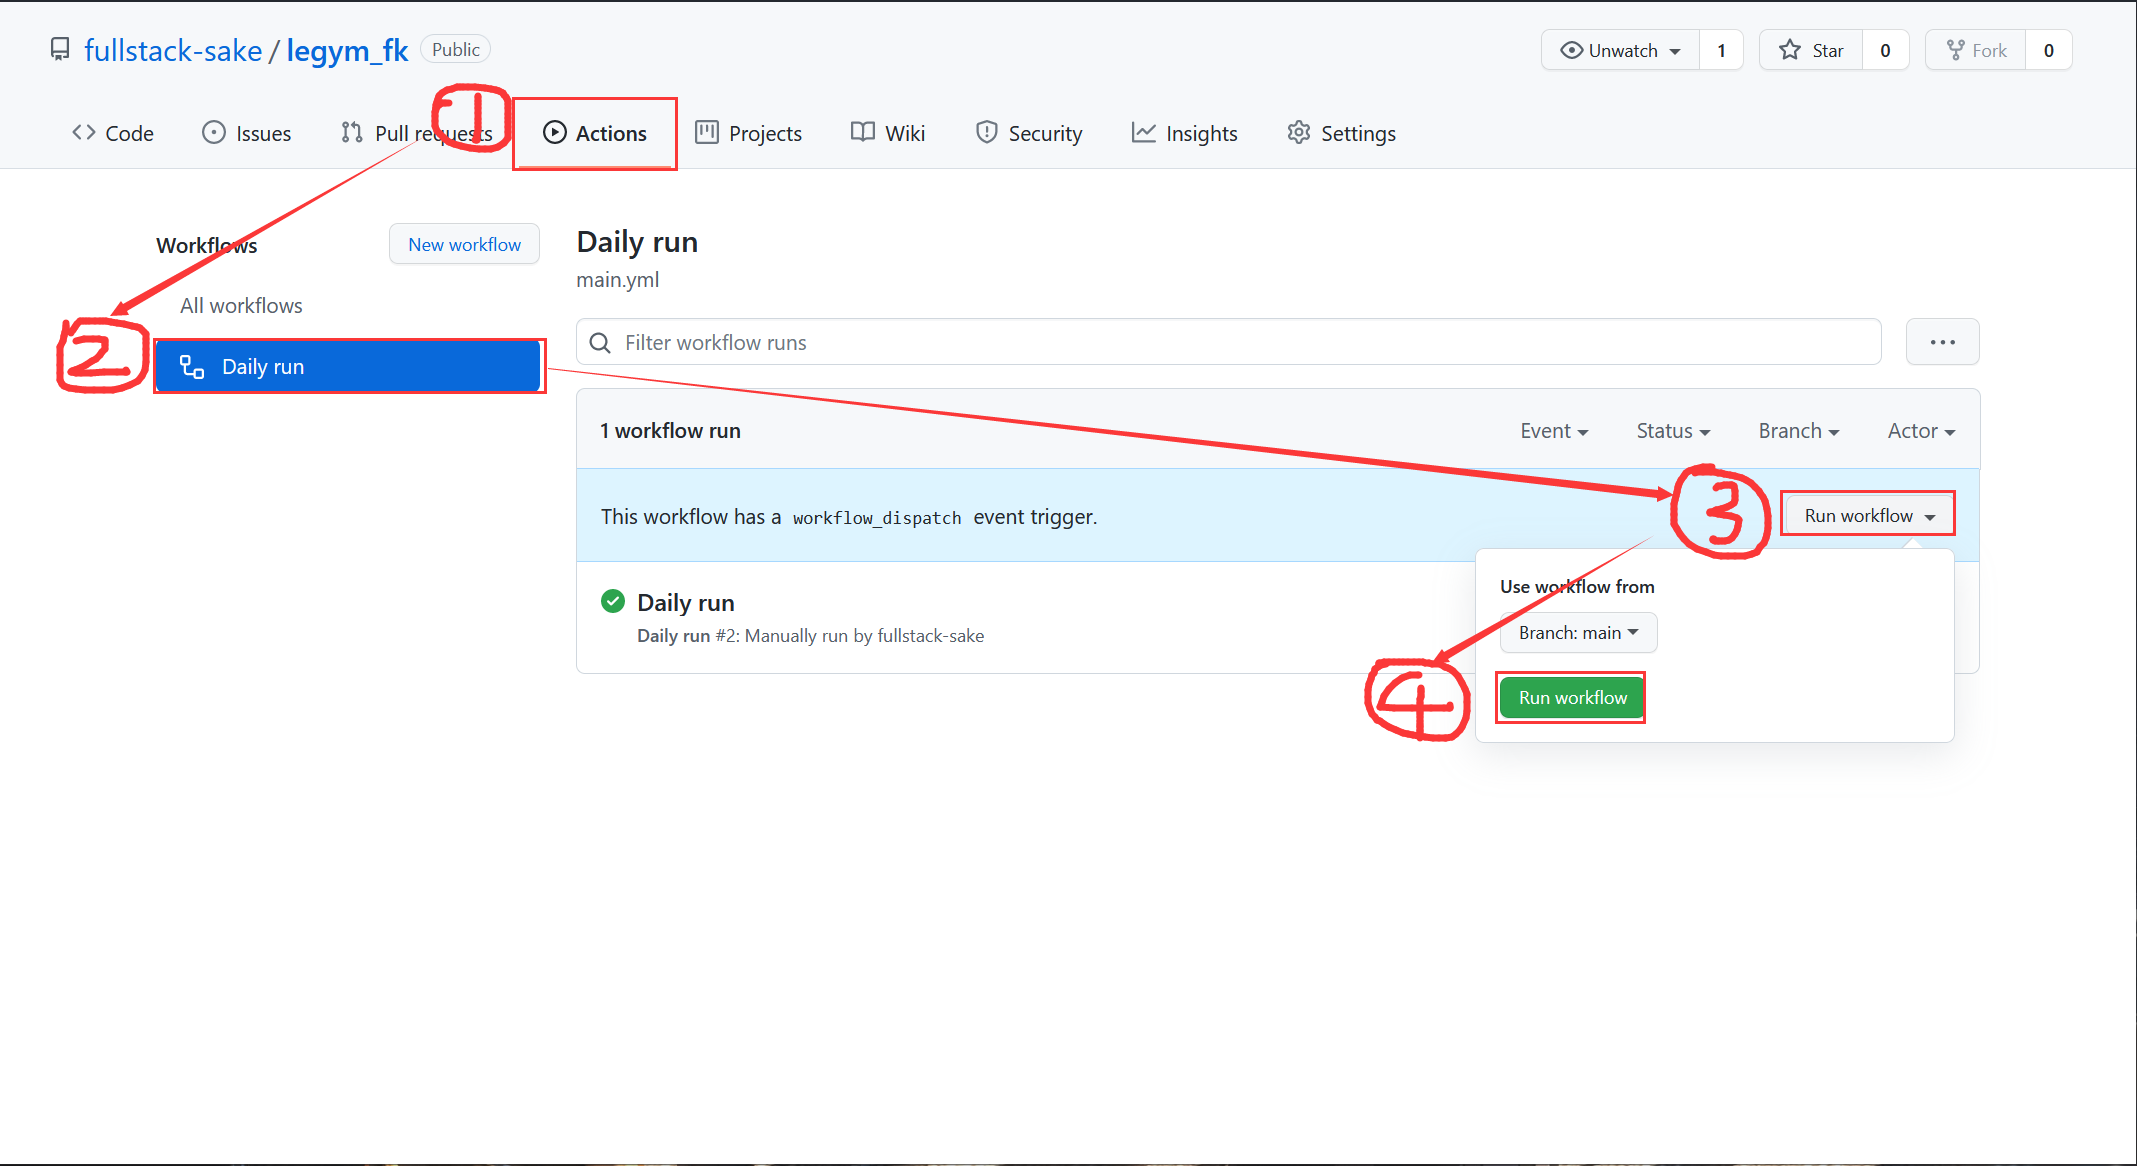 fullstack-sake / legym_fk Public
Unwatch 1 Star 0 Fork 0
Code Issues Pull requests Actions Projects Wiki Security Insights Settings
1
Workflows New workflow
All workflows
2
Daily run
Daily run
main.yml
Filter workflow runs
1 workflow run Event Status Branch Actor
This workflow has a workflow_dispatch event trigger.
3
Run workflow
Use workflow from
Branch: main
4
Run workflow
Daily run
Daily run #2: Manually run by fullstack-sake